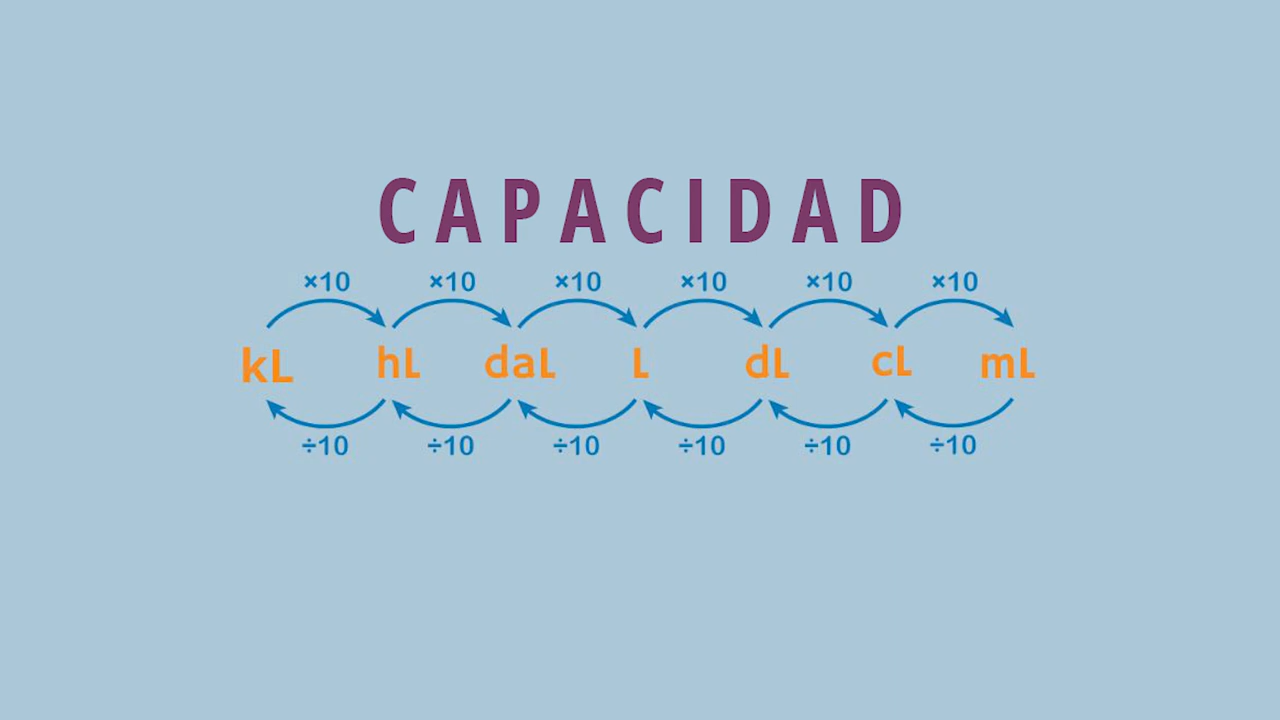 CAPACIDAD
×10 ×10 ×10 ×10 ×10 ×10
kL hL daL L dL cL mL
÷10 ÷10 ÷10 ÷10 ÷10 ÷10